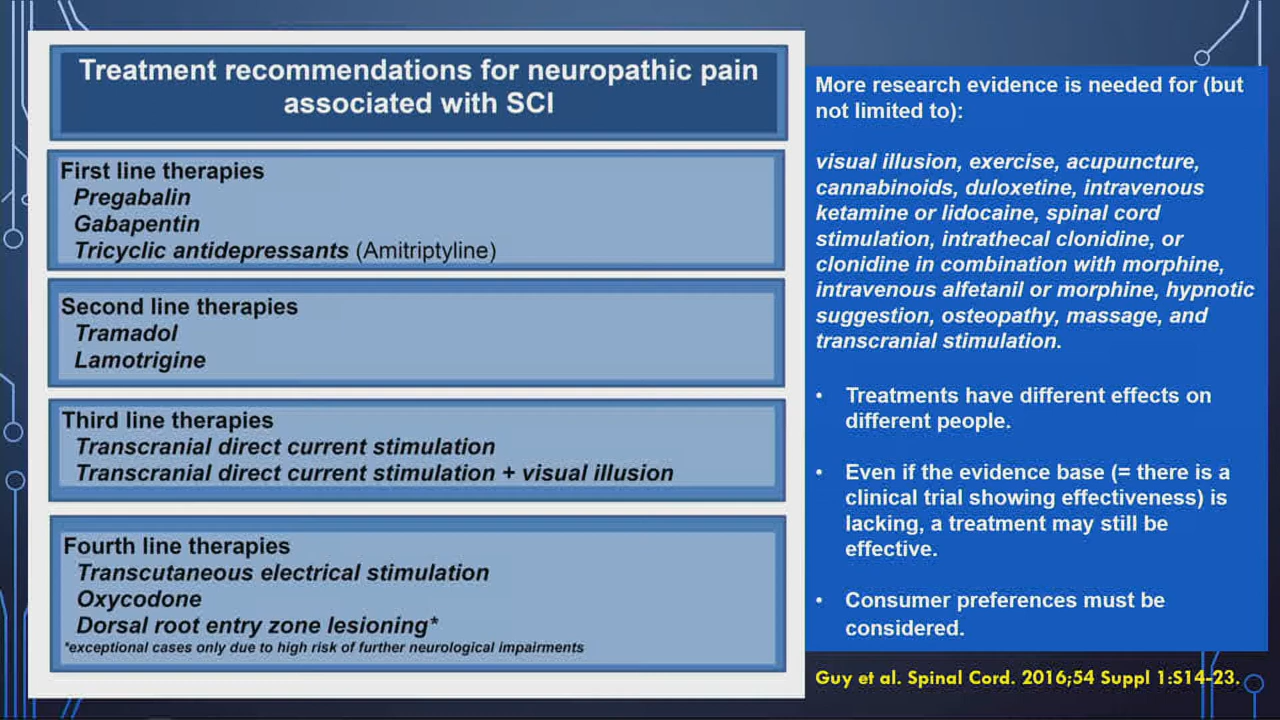 Treatment recommendations for neuropathic pain
associated with SCI
First line therapies
Pregabalin
Gabapentin
Tricyclic antidepressants (Amitriptyline)
Second line therapies
Tramadol
Lamotrigine
Third line therapies
Transcranial direct current stimulation
Transcranial direct current stimulation + visual illusion
Fourth line therapies
Transcutaneous electrical stimulation
Oxycodone
Dorsal root entry zone lesioning*
*exceptional cases only due to high risk of further neurological impairments
More research evidence is needed for (but
not limited to):
visual illusion, exercise, acupuncture,
cannabinoids, duloxetine, intravenous
ketamine or lidocaine, spinal cord
stimulation, intrathecal clonidine, or
clonidine in combination with morphine,
intravenous alfetanil or morphine, hypnotic
suggestion, osteopathy, massage, and
transcranial stimulation.
• Treatments have different effects on
different people.
• Even if the evidence base (= there is a
clinical trial showing effectiveness) is
lacking, a treatment may still be
effective.
• Consumer preferences must be
considered.
Guy et al. Spinal Cord. 2016;54 Suppl 1:S14-23.